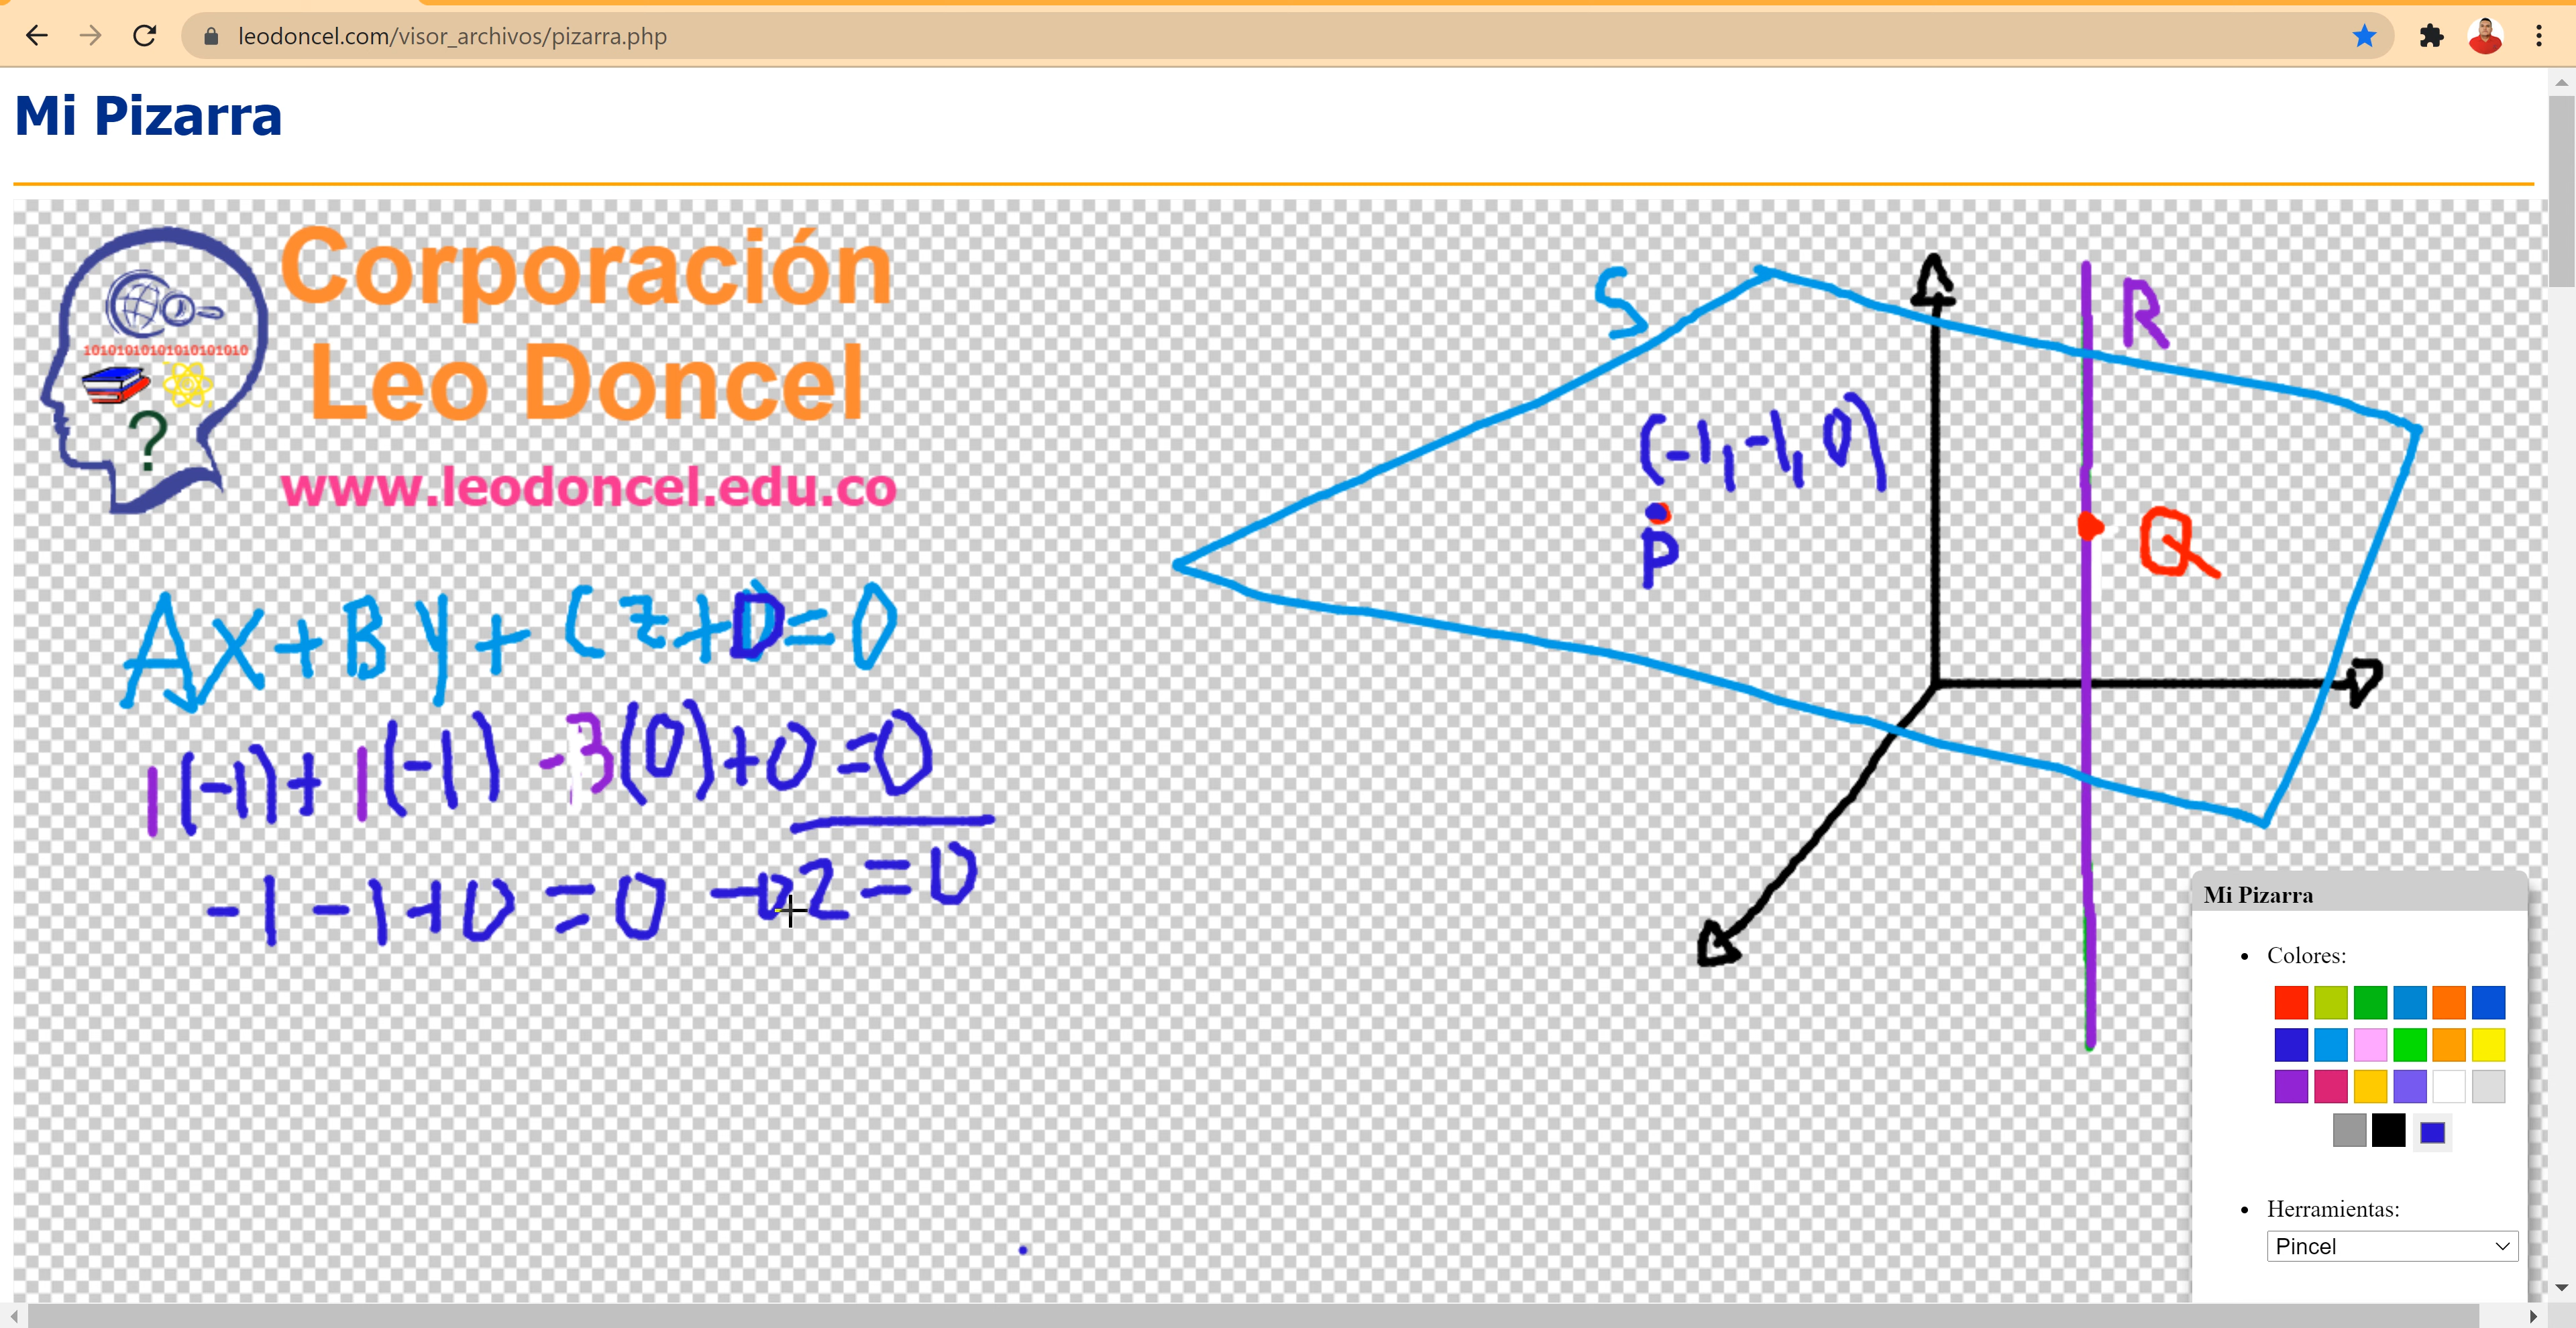 leodoncel.com/visor_archivos/pizarra.php
Mi Pizarra
Corporación
Leo Doncel
www.leodoncel.edu.co
10101010101010101010
?
S
R
(-1,-1,0)
P
Q
AX+BY+CZ+D=0
1(-1)+1(-1)-3(0)+0=0
-1-1+0=0
=0
Mi Pizarra
Colores:
Herramientas:
Pincel